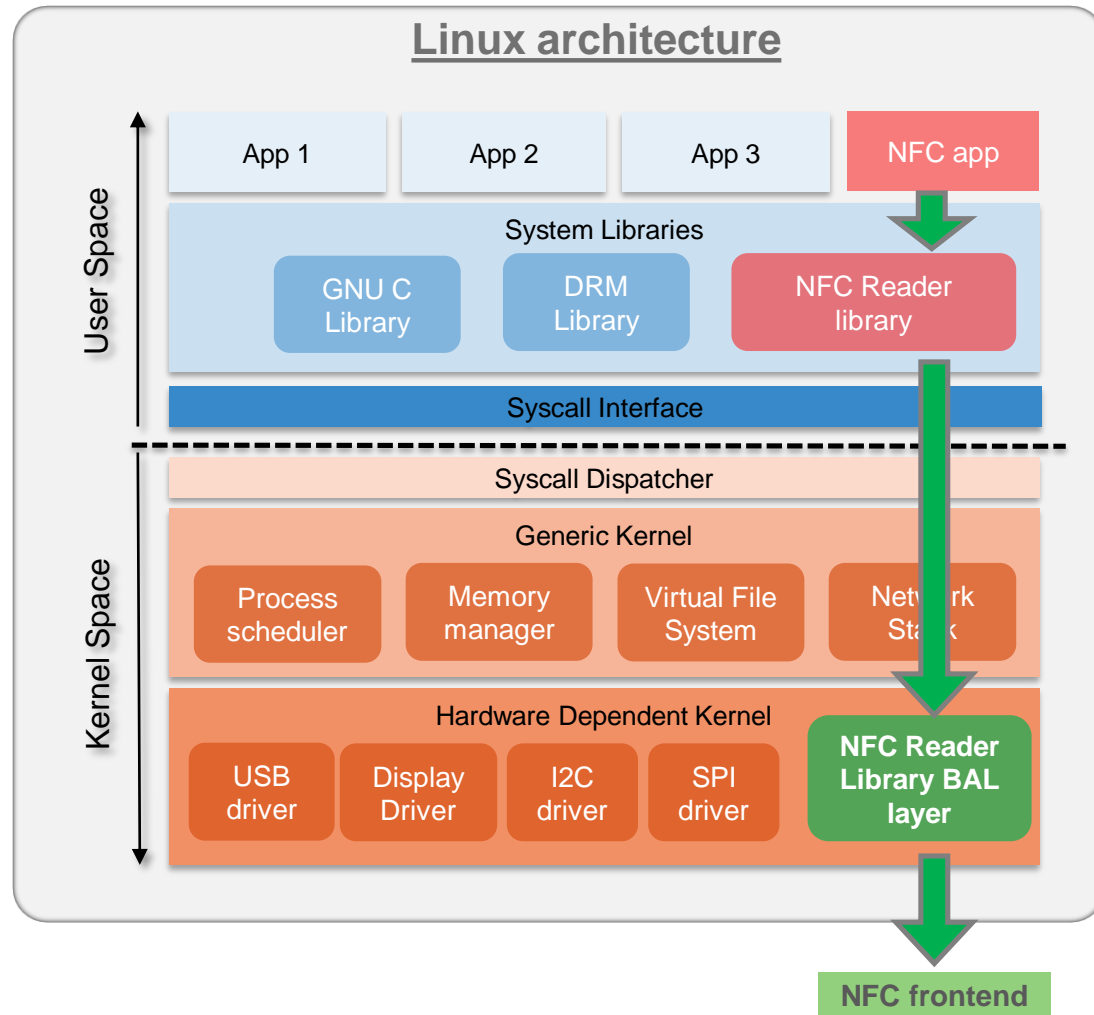 Linux architecture
User Space
App 1
App 2
App 3
NFC app
System Libraries
GNU C
Library
DRM
Library
NFC Reader
library
Syscall Interface
Kernel Space
Syscall Dispatcher
Generic Kernel
Process
scheduler
Memory
manager
Virtual File
System
Network
Stack
Hardware Dependent Kernel
USB
driver
Display
Driver
I2C
driver
SPI
driver
NFC Reader
Library BAL
layer
NFC frontend